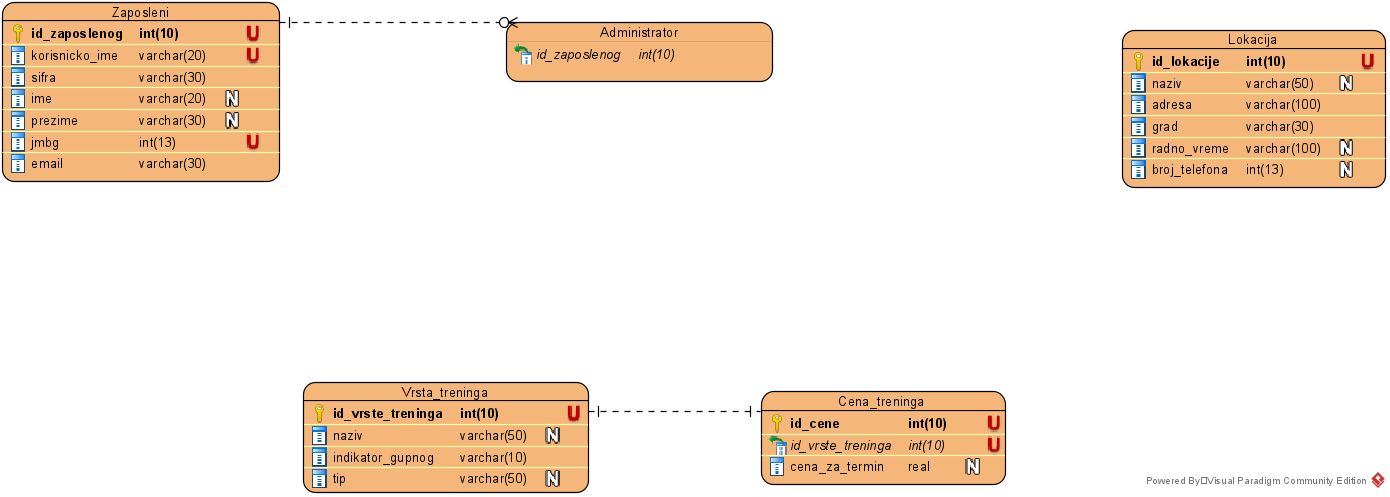 Zaposleni
id_zaposlenog int(10) U
korisnicko_ime varchar(20) U
sifra varchar(30)
ime varchar(20) N
prezime varchar(30) N
jmbg int(13) U
email varchar(30)
Administrator
id_zaposlenog int(10)
Lokacija
id_lokacije int(10) U
naziv varchar(50) N
adresa varchar(100)
grad varchar(30)
radno_vreme varchar(100) N
broj_telefona int(13) N
Vrsta_treninga
id_vrste_treninga int(10) U
naziv varchar(50) N
indikator_gupnog varchar(10)
tip varchar(50) N
Cena_treninga
id_cene int(10) U
id_vrste_treninga int(10) U
cena_za_termin real N
Powered By□Visual Paradigm Community Edition